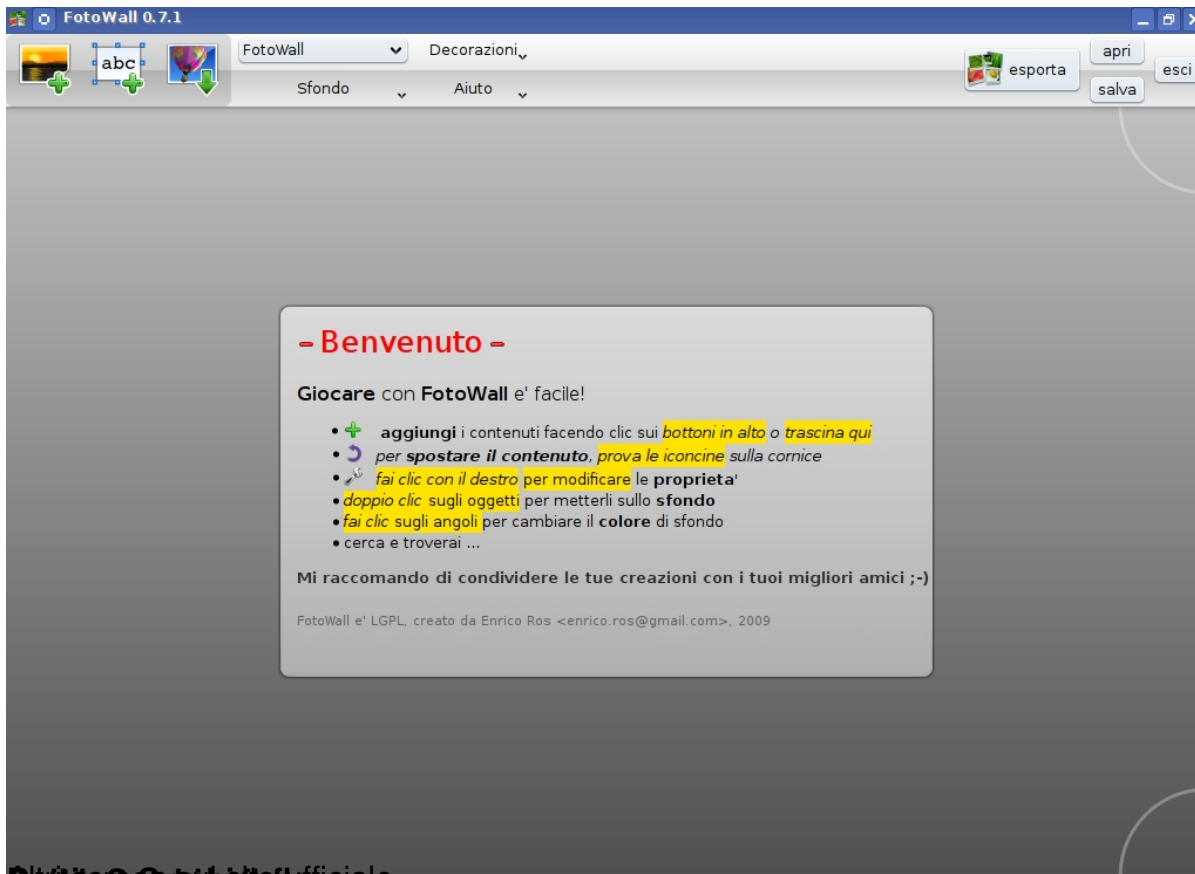 FotoWall 0.7.1
abc
FotoWall
Decorazioni
Sfondo
Aiuto
esporta
apri
salva
esci
– Benvenuto –
Giocare con FotoWall e' facile!
• aggiungi i contenuti facendo clic sui bottoni in alto o trascina qui
• per spostare il contenuto, prova le iconcine sulla cornice
• fai clic con il destro per modificare le proprieta'
• doppio clic sugli oggetti per metterli sullo sfondo
• fai clic sugli angoli per cambiare il colore di sfondo
• cerca e troverai ...
Mi raccomando di condividere le tue creazioni con i tuoi migliori amici ;-)
FotoWall e' LGPL, creato da Enrico Ros <enrico.ros@gmail.com>, 2009